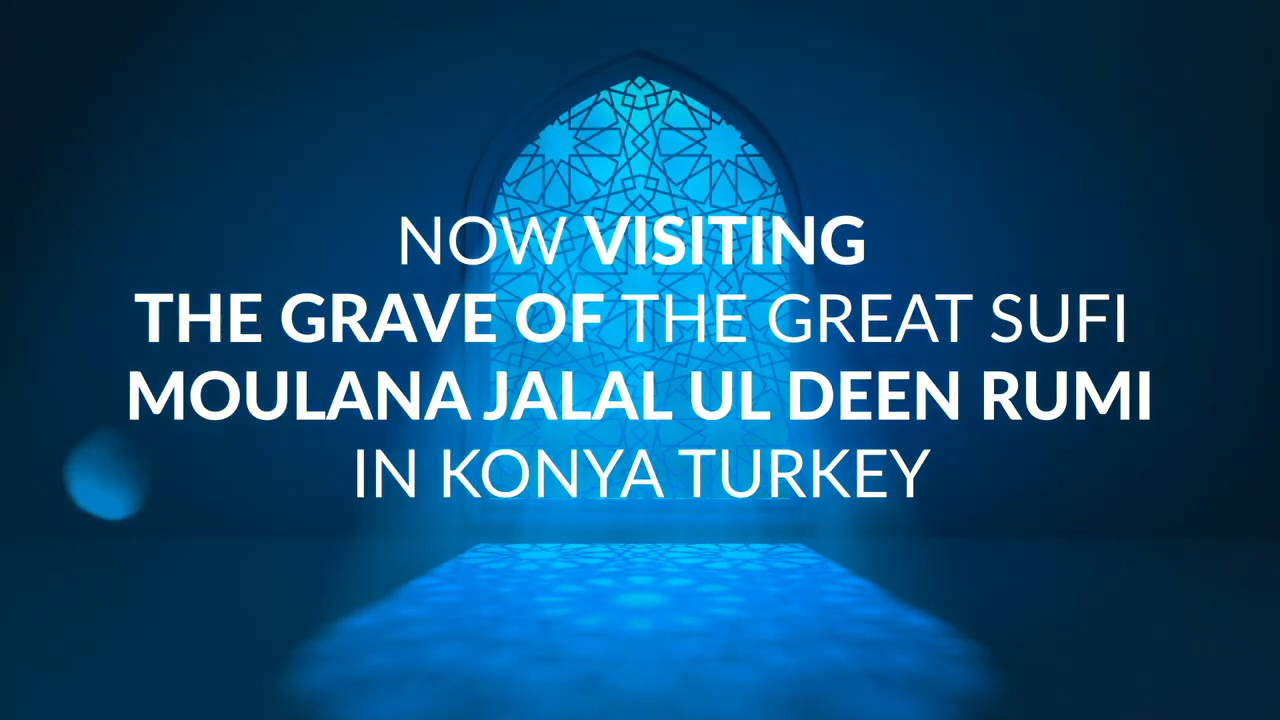 NOW VISITING
THE GRAVE OF THE GREAT SUFI
MOULANA JALAL UL DEEN RUMI
IN KONYA TURKEY